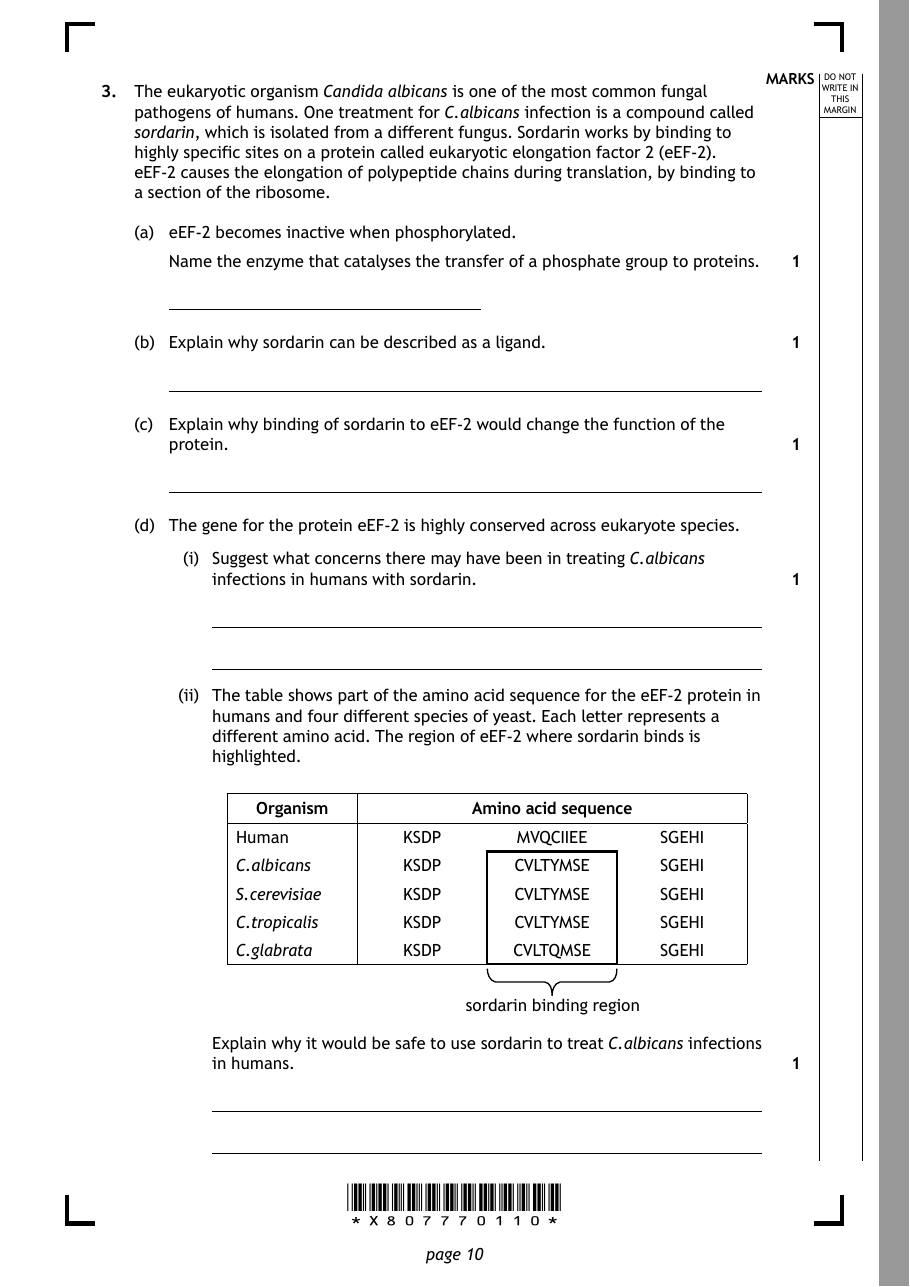 MARKS
DO NOT
WRITE IN
THIS
MARGIN
3. The eukaryotic organism Candida albicans is one of the most common fungal
pathogens of humans. One treatment for C.albicans infection is a compound called
sordarin, which is isolated from a different fungus. Sordarin works by binding to
highly specific sites on a protein called eukaryotic elongation factor 2 (eEF-2).
eEF-2 causes the elongation of polypeptide chains during translation, by binding to
a section of the ribosome.
(a) eEF-2 becomes inactive when phosphorylated.
Name the enzyme that catalyses the transfer of a phosphate group to proteins. 1
(b) Explain why sordarin can be described as a ligand. 1
(c) Explain why binding of sordarin to eEF-2 would change the function of the
protein. 1
(d) The gene for the protein eEF-2 is highly conserved across eukaryote species.
(i) Suggest what concerns there may have been in treating C.albicans
infections in humans with sordarin. 1
(ii) The table shows part of the amino acid sequence for the eEF-2 protein in
humans and four different species of yeast. Each letter represents a
different amino acid. The region of eEF-2 where sordarin binds is
highlighted.
Organism Amino acid sequence
Human KSDP MVQCIIEE SGEHI
C.albicans KSDP CVLTYMSE SGEHI
S.cerevisiae KSDP CVLTYMSE SGEHI
C.tropicalis KSDP CVLTYMSE SGEHI
C.glabrata KSDP CVLTQMSE SGEHI
sordarin binding region
Explain why it would be safe to use sordarin to treat C.albicans infections
in humans. 1
*X807770110*
page 10